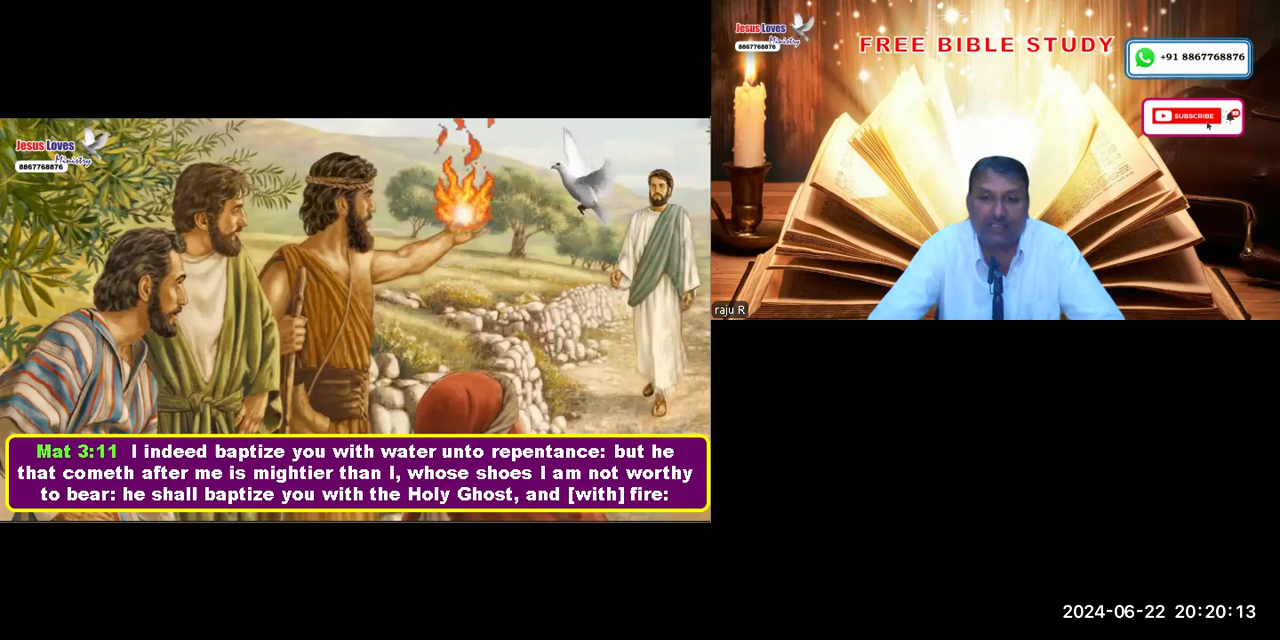 Jesus Loves
Ministry
8867768876
Mat 3:11 I indeed baptize you with water unto repentance: but he
that cometh after me is mightier than I, whose shoes I am not worthy
to bear: he shall baptize you with the Holy Ghost, and [with] fire:
Jesus Loves
Ministry
8867768876
FREE BIBLE STUDY
+91 8867768876
SUBSCRIBE
raju R
2024-06-22 20:20:13